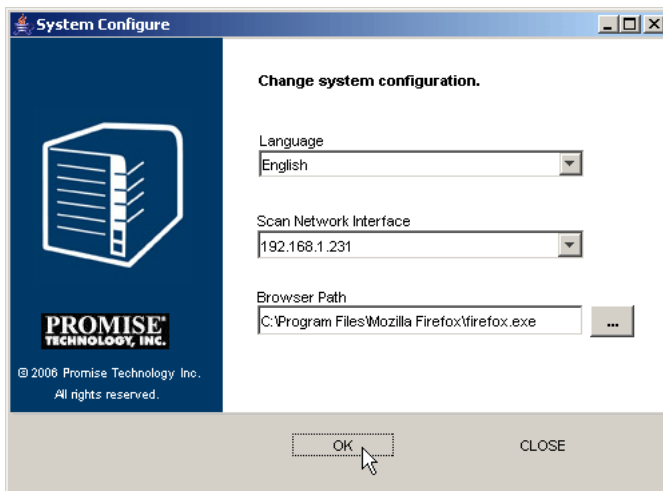 System Configure
Change system configuration.
Language
English
Scan Network Interface
192.168.1.231
Browser Path
C:\Program Files\Mozilla Firefox\firefox.exe
...
PROMISE®
TECHNOLOGY, INC.
© 2006 Promise Technology Inc.
All rights reserved.
OK
CLOSE